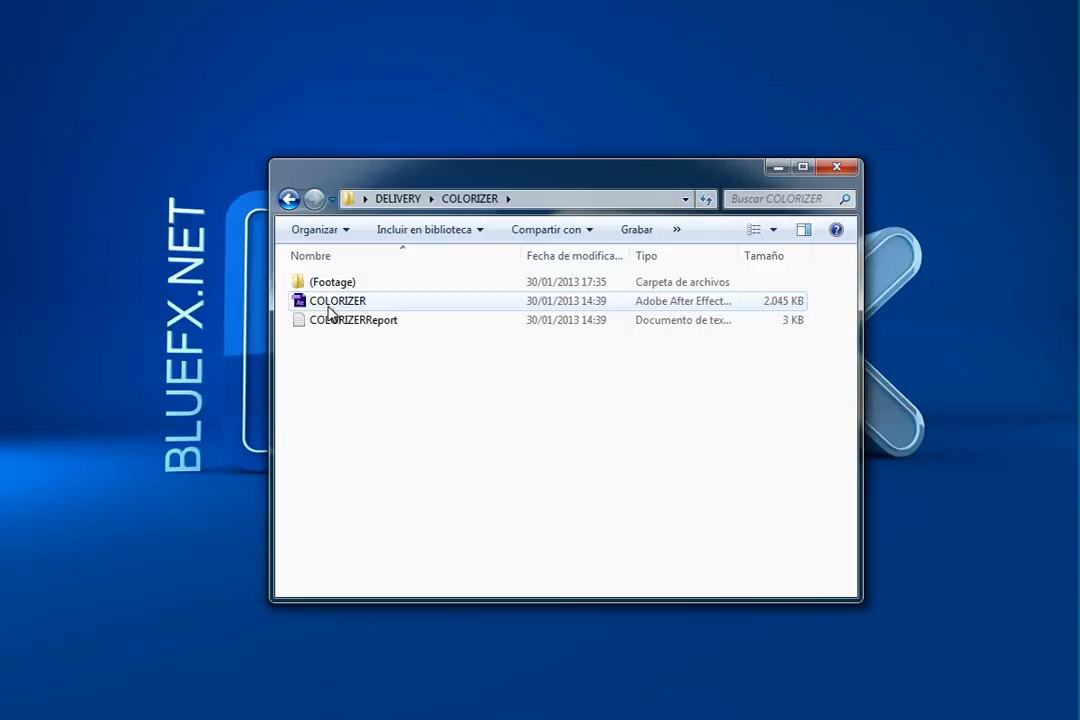 BLUEFX.NET
DELIVERY COLORIZER
Buscar COLORIZER
Organizar Incluir en biblioteca Compartir con Grabar »
Nombre Fecha de modifica... Tipo Tamaño
(Footage) 30/01/2013 17:35 Carpeta de archivos
COLORIZER 30/01/2013 14:39 Adobe After Effect... 2.045 KB
COLORIZERReport 30/01/2013 14:39 Documento de tex... 3 KB